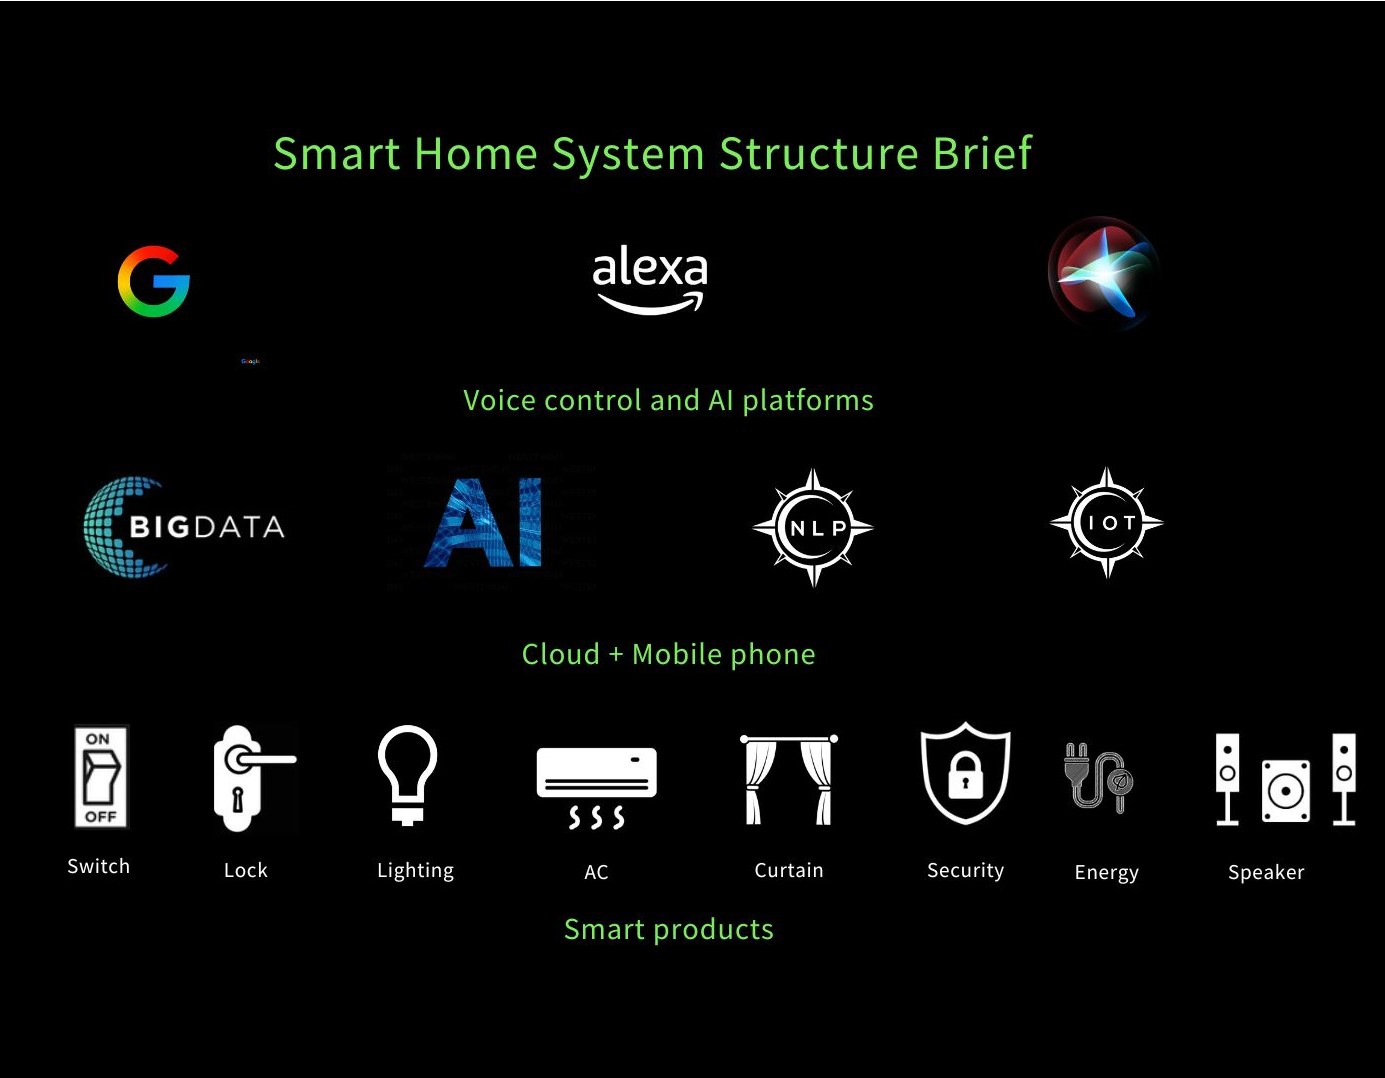 Smart Home System Structure Brief
alexa
Google
Voice control and AI platforms
BIGDATA
AI
NLP
IOT
Cloud + Mobile phone
ON
OFF
Switch
Lock
Lighting
AC
Curtain
Security
Energy
Speaker
Smart products